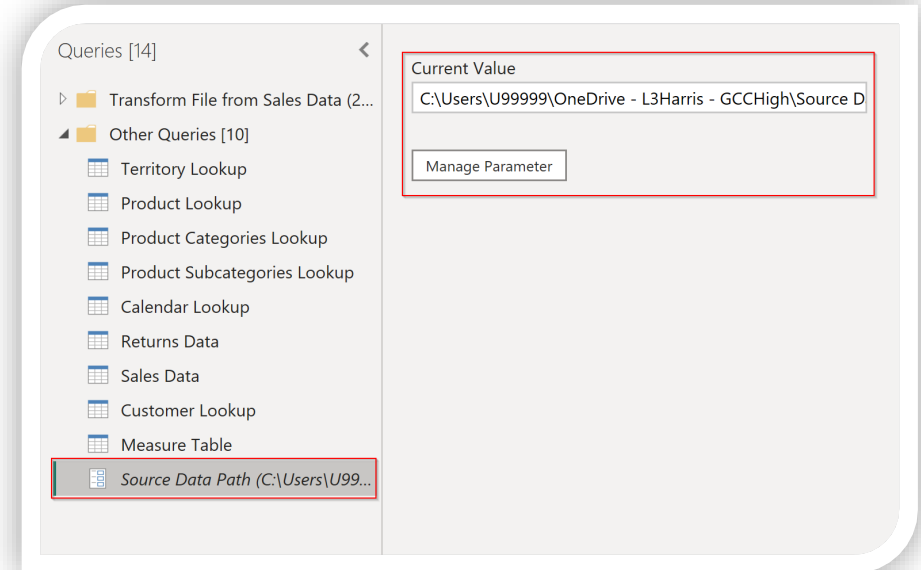 Queries [14]
Transform File from Sales Data (2...
Other Queries [10]
Territory Lookup
Product Lookup
Product Categories Lookup
Product Subcategories Lookup
Calendar Lookup
Returns Data
Sales Data
Customer Lookup
Measure Table
Source Data Path (C:\Users\U99...
Current Value
C:\Users\U99999\OneDrive - L3Harris - GCCHigh\Source D
Manage Parameter